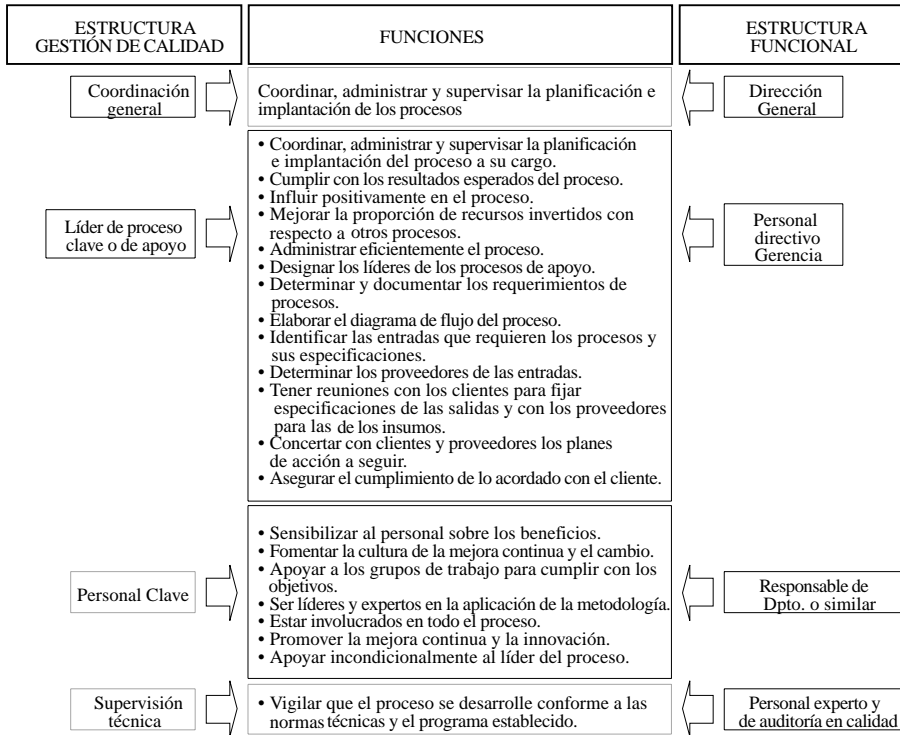 ESTRUCTURA
GESTIÓN DE CALIDAD
FUNCIONES
ESTRUCTURA
FUNCIONAL
Coordinación
general
Coordinar, administrar y supervisar la planificación e
implantación de los procesos
Dirección
General
Líder de proceso
clave o de apoyo
• Coordinar, administrar y supervisar la planificación
e implantación del proceso a su cargo.
• Cumplir con los resultados esperados del proceso.
• Influir positivamente en el proceso.
• Mejorar la proporción de recursos invertidos con
respecto a otros procesos.
• Administrar eficientemente el proceso.
• Designar los líderes de los procesos de apoyo.
• Determinar y documentar los requerimientos de
procesos.
• Elaborar el diagrama de flujo del proceso.
• Identificar las entradas que requieren los procesos y
sus especificaciones.
• Determinar los proveedores de las entradas.
• Tener reuniones con los clientes para fijar
especificaciones de las salidas y con los proveedores
para las de los insumos.
• Concertar con clientes y proveedores los planes
de acción a seguir.
• Asegurar el cumplimiento de lo acordado con el cliente.
Personal
directivo
Gerencia
Personal Clave
• Sensibilizar al personal sobre los beneficios.
• Fomentar la cultura de la mejora continua y el cambio.
• Apoyar a los grupos de trabajo para cumplir con los
objetivos.
• Ser líderes y expertos en la aplicación de la metodología.
• Estar involucrados en todo el proceso.
• Promover la mejora continua y la innovación.
• Apoyar incondicionalmente al líder del proceso.
Responsable de
Dpto. o similar
Supervisión
técnica
• Vigilar que el proceso se desarrolle conforme a las
normas técnicas y el programa establecido.
Personal experto y
de auditoría en calidad